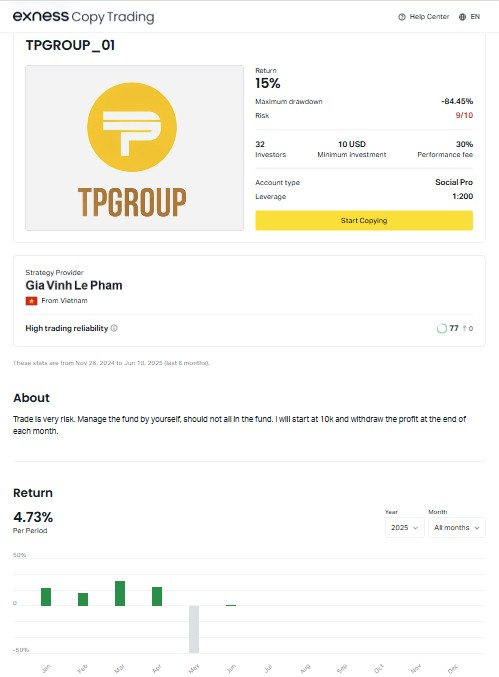 exness Copy Trading
Help Center
EN
TPGROUP_01
TPGROUP
Return
15%
Maximum drawdown -84.45%
Risk 9/10
32 10 USD 30%
Investors Minimum investment Performance fee
Account type Social Pro
Leverage 1:200
Start Copying
Strategy Provider
Gia Vinh Le Pham
From Vietnam
High trading reliability 77 ↑ 0
These stats are from Nov 26, 2024 to Jun 10, 2025 (last 6 months).
About
Trade is very risk. Manage the fund by yourself, should not all in the fund. I will start at 10k and withdraw the profit at the end of
each month.
Return
4.73%
Per Period
Year Month
2025 All months
50%
0
-50%
Jan Feb Mar Apr May Jun Jul Aug Sep Oct Nov Dec